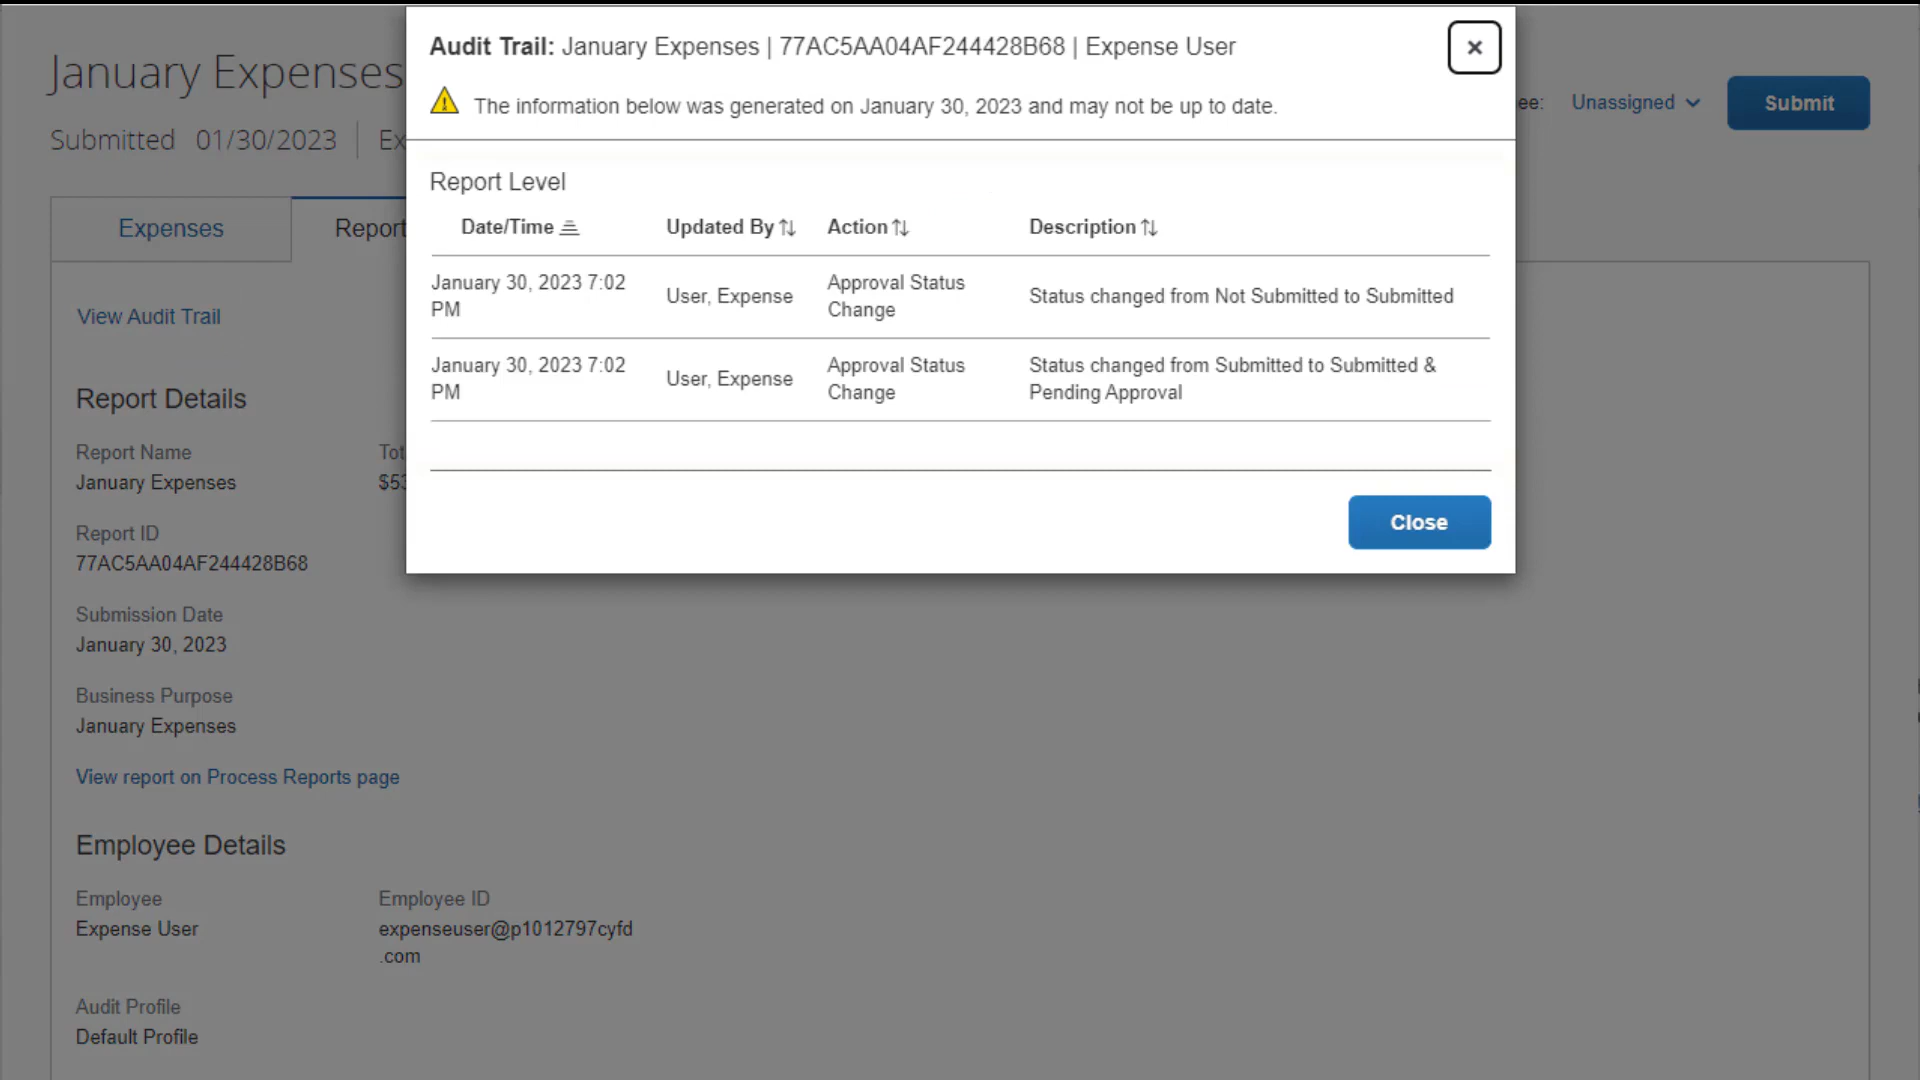 Audit Trail: January Expenses | 77AC5AA04AF244428B68 | Expense User
The information below was generated on January 30, 2023 and may not be up to date.
Report Level
Date/Time Updated By Action Description
January 30, 2023 7:02
PM
User, Expense
Approval Status
Change
Status changed from Not Submitted to Submitted
January 30, 2023 7:02
PM
User, Expense
Approval Status
Change
Status changed from Submitted to Submitted &
Pending Approval
Close
January Expenses
Submitted 01/30/2023
Unassigned
Submit
Expenses
Report
View Audit Trail
Report Details
Report Name
January Expenses
Report ID
77AC5AA04AF244428B68
Submission Date
January 30, 2023
Business Purpose
January Expenses
View report on Process Reports page
Employee Details
Employee
Expense User
Employee ID
expenseuser@p1012797cyfd
.com
Audit Profile
Default Profile